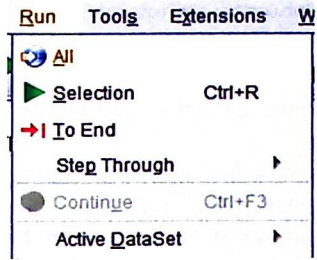 Run Tools Extensions W
All
Selection Ctrl+R
To End
Step Through
Continue Ctrl+F3
Active DataSet